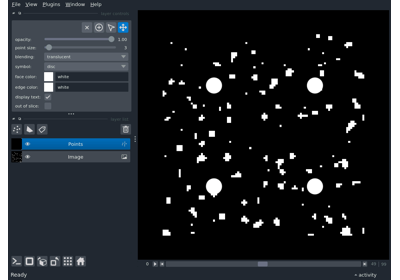 File View Plugins Window Help
opacity: 1.00
point size:
blending: translucent
symbol: disc
face color: white
edge color: white
display text:
out of slice:
Points
Image
Ready
activity